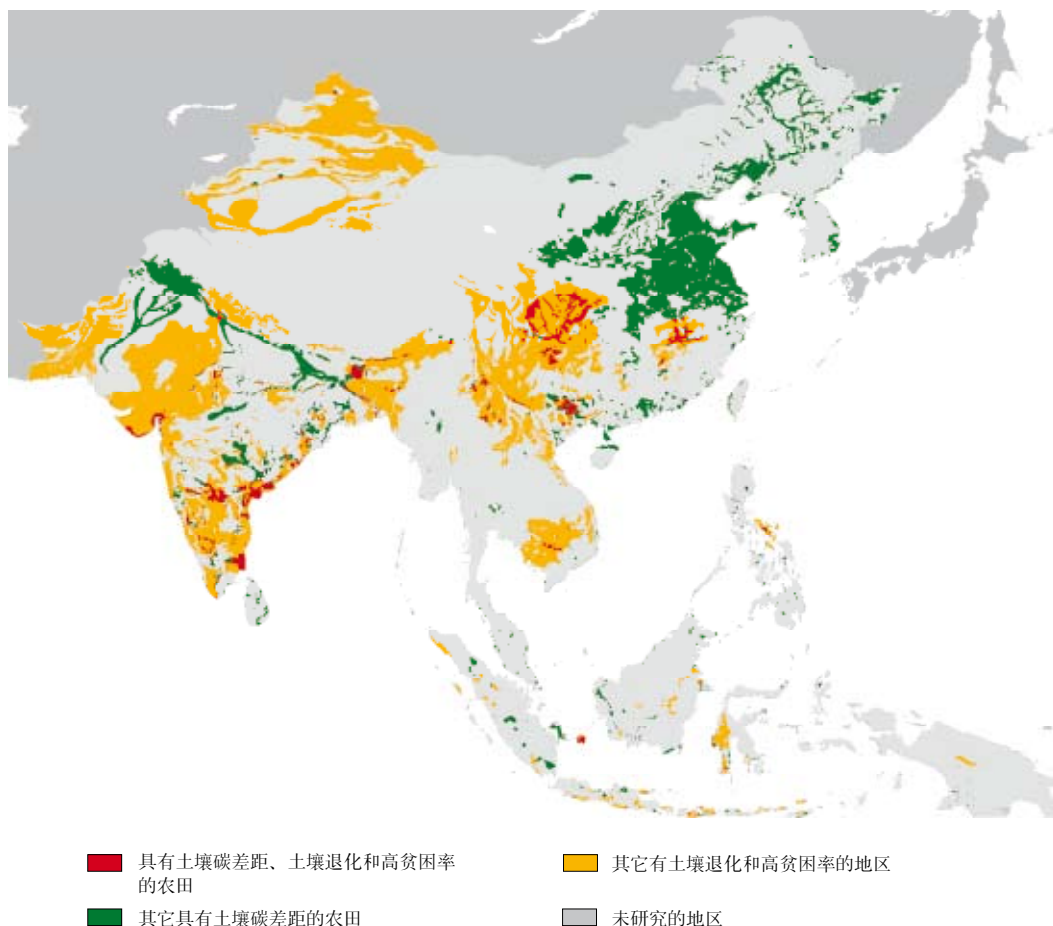 具有土壤碳差距、土壤退化和高贫困率
的农田
其它有土壤退化和高贫困率的地区
其它具有土壤碳差距的农田
未研究的地区